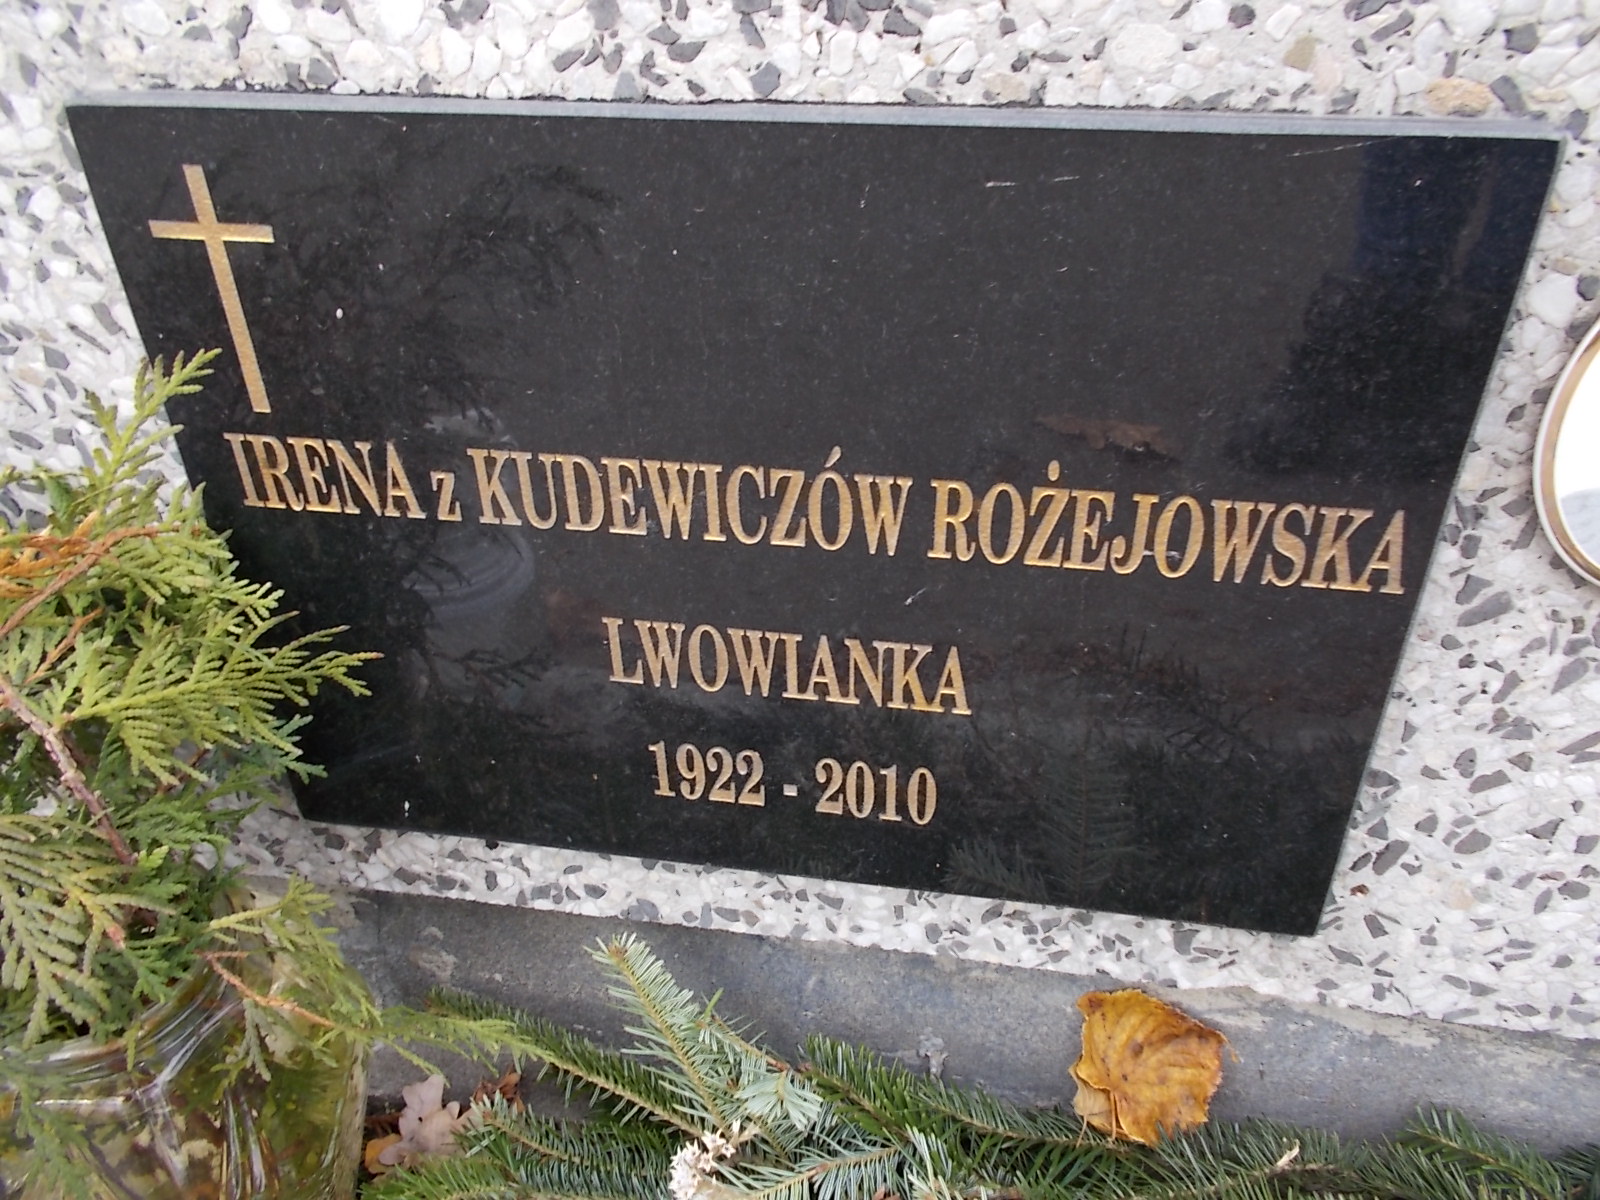 IRENA z KUDEWICZÓW ROŻEJOWSKA
LWOWIANKA
1922 - 2010